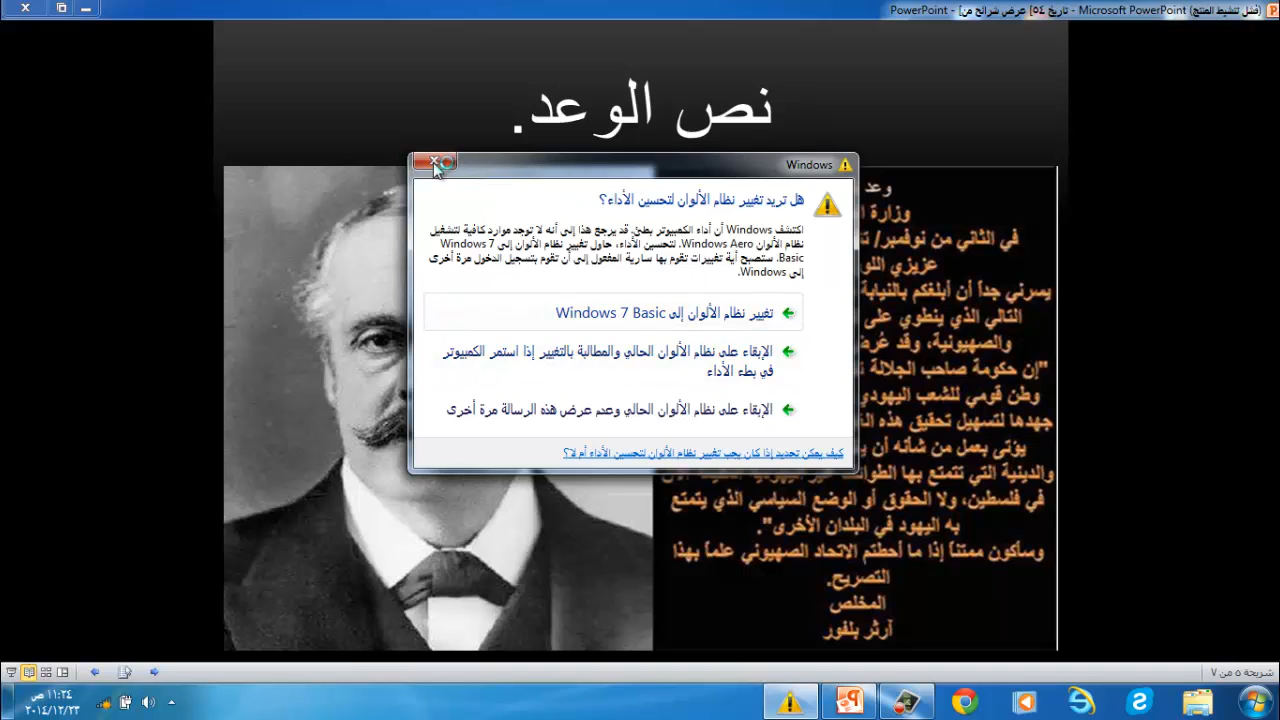 PowerPoint - [تاريخ ٥٤] عرض شرائح من - Microsoft PowerPoint (فشل تنشيط المنتج)
نص الوعد.
Windows
هل تريد تغيير نظام الألوان لتحسين الأداء؟
اكتشف Windows أن أداء الكمبيوتر بطئ. قد يرجع هذا إلى أنه لا توجد موارد كافية لتشغيل
نظام الألوان Windows Aero. لتحسين الأداء، حاول تغيير نظام الألوان إلى Windows 7
Basic. ستصبح أية تغييرات تقوم بها سارية المفعول إلى أن تقوم بتسجيل الدخول مرة أخرى
إلى Windows.
تغيير نظام الألوان إلى Windows 7 Basic
الإبقاء على نظام الألوان الحالي والمطالبة بالتغيير إذا استمر الكمبيوتر
في بطء الأداء
الإبقاء على نظام الألوان الحالي وعدم عرض هذه الرسالة مرة أخرى
كيف يمكن تحديد إذا كان يجب تغيير نظام الألوان لتحسين الأداء أم لا؟
وعد
وزارة
في الثاني من نوفمبر/
عزيزي
يسرني جداً أن أبلغكم بالنيابة
التالي الذي ينطوي على
والصهيونية، وقد
"إن حكومة صاحب الجلالة
وطن قومي للشعب
جهدها لتسهيل تحقيق هذه
يؤتى بعمل من شأنه أن
والدينية التي تتمتع بها
في فلسطين، ولا الحقوق أو الوضع السياسي الذي يتمتع
به اليهود في البلدان الأخرى".
وسأكون ممتناً إذا ما أحطتم الاتحاد الصهيوني علماً بهذا
التصريح.
المخلص
آرثر بلفور
شريحة ٥ من ٧
١١:٢٤ ص
٢٠١٤/١٢/٢٣